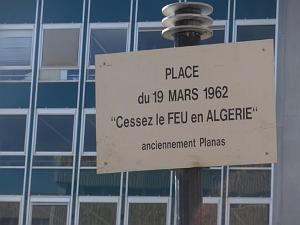 PLACE
du 19 MARS 1962
"Cessez le FEU en ALGERIE"
anciennement Planas